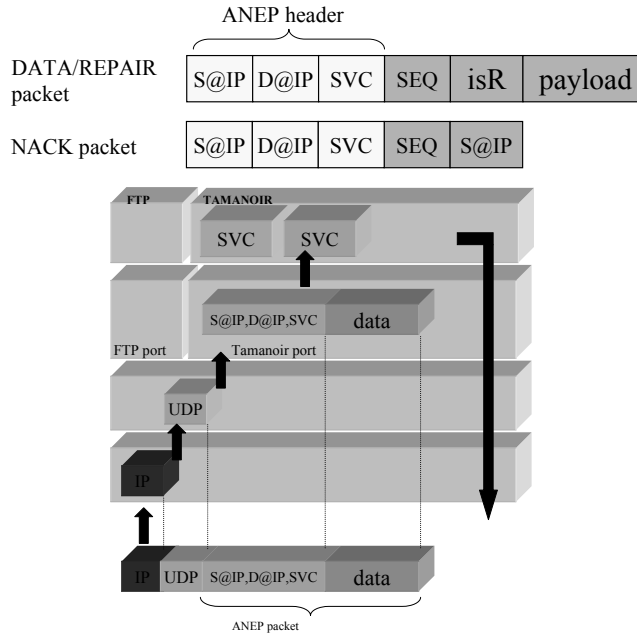 ANEP header
DATA/REPAIR packet
S@IP D@IP SVC SEQ isR payload
NACK packet
S@IP D@IP SVC SEQ S@IP
FTP TAMANOIR
SVC SVC
S@IP,D@IP,SVC data
FTP port Tamanoir port
UDP
IP
IP UDP S@IP,D@IP,SVC data
ANEP packet